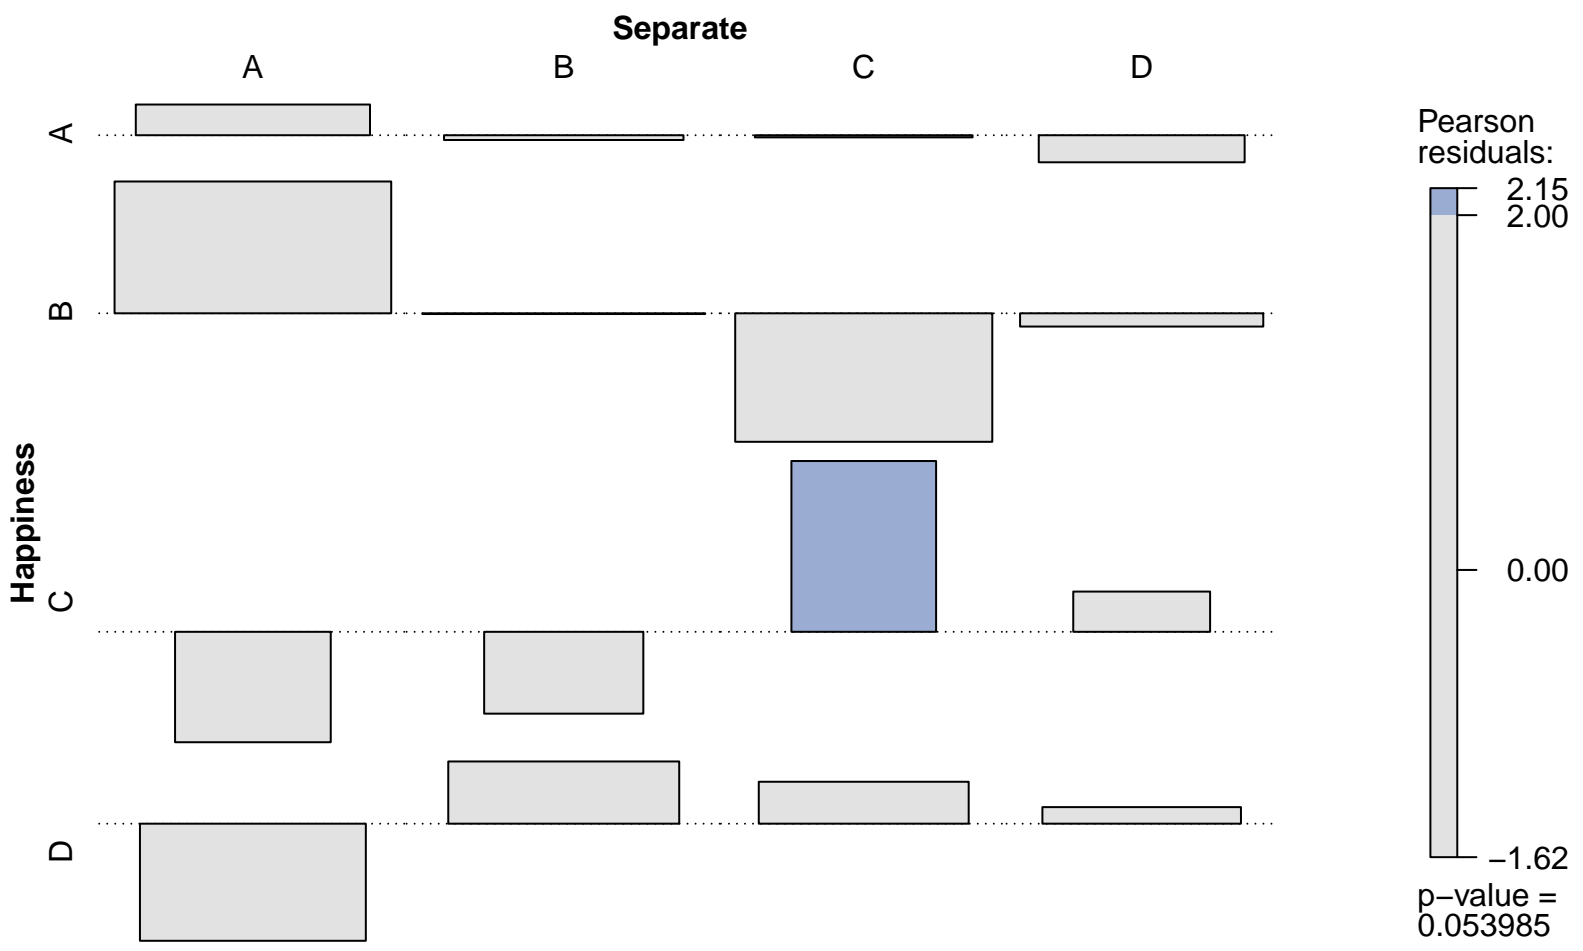 Separate
A B C D
Happiness
A
B
C
D
Pearson
residuals:
2.15
2.00
0.00
−1.62
p−value =
0.053985